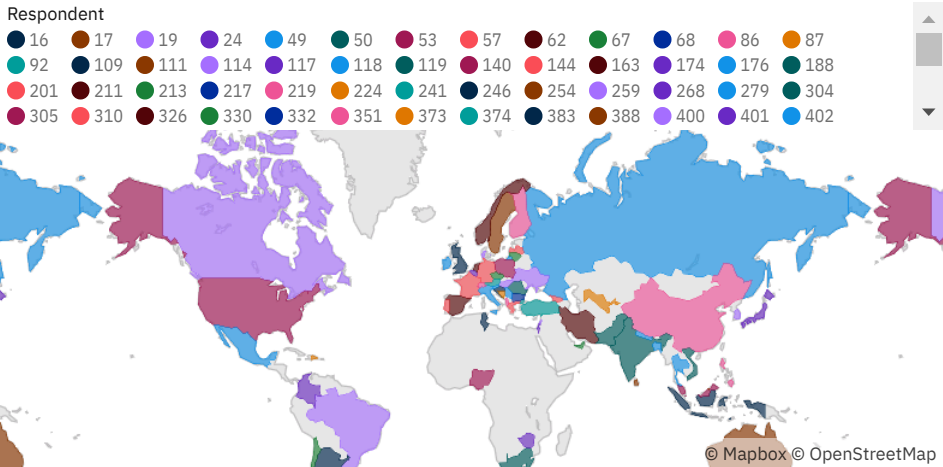 Respondent
16 17 19 24 49 50 53 57 62 67 68 86 87
92 109 111 114 117 118 119 140 144 163 174 176 188
201 211 213 217 219 224 241 246 254 259 268 279 304
305 310 326 330 332 351 373 374 383 388 400 401 402
© Mapbox © OpenStreetMap